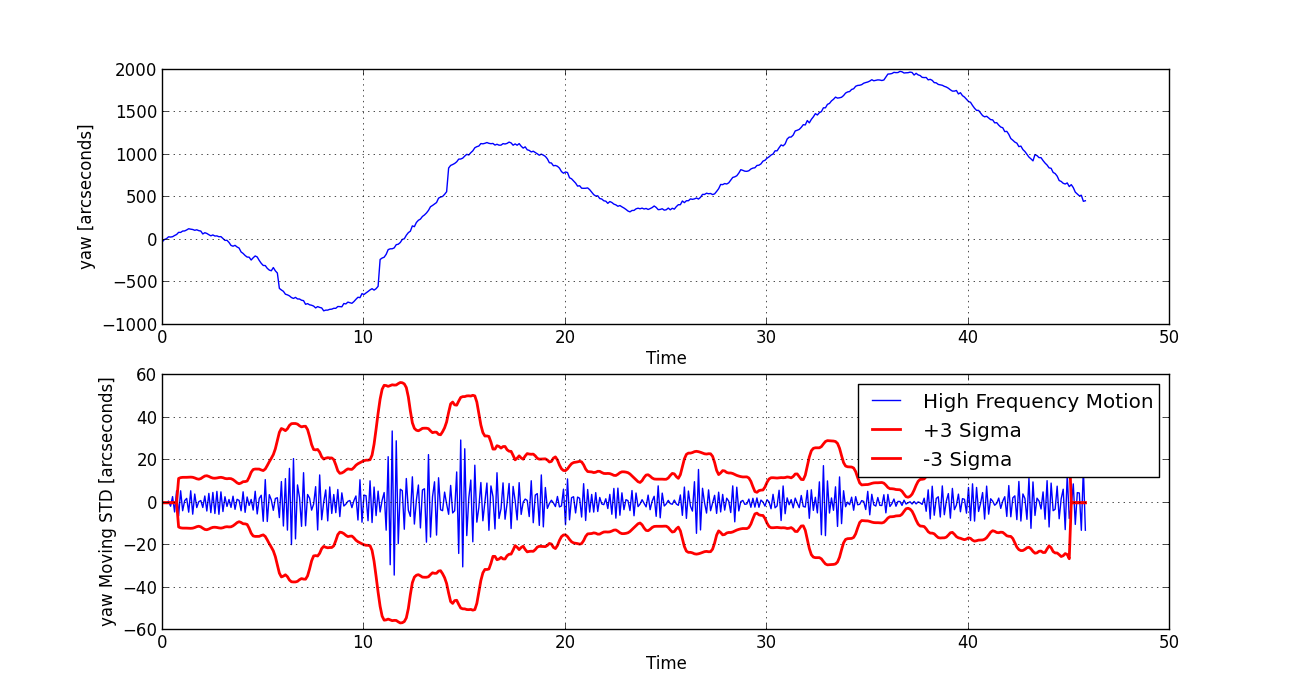 2000
1500
1000
500
0
−500
−1000
yaw [arcseconds]
0 10 20 30 40 50
Time
60
40
20
0
−20
−40
−60
yaw Moving STD [arcseconds]
High Frequency Motion
+3 Sigma
-3 Sigma
0 10 20 30 40 50
Time